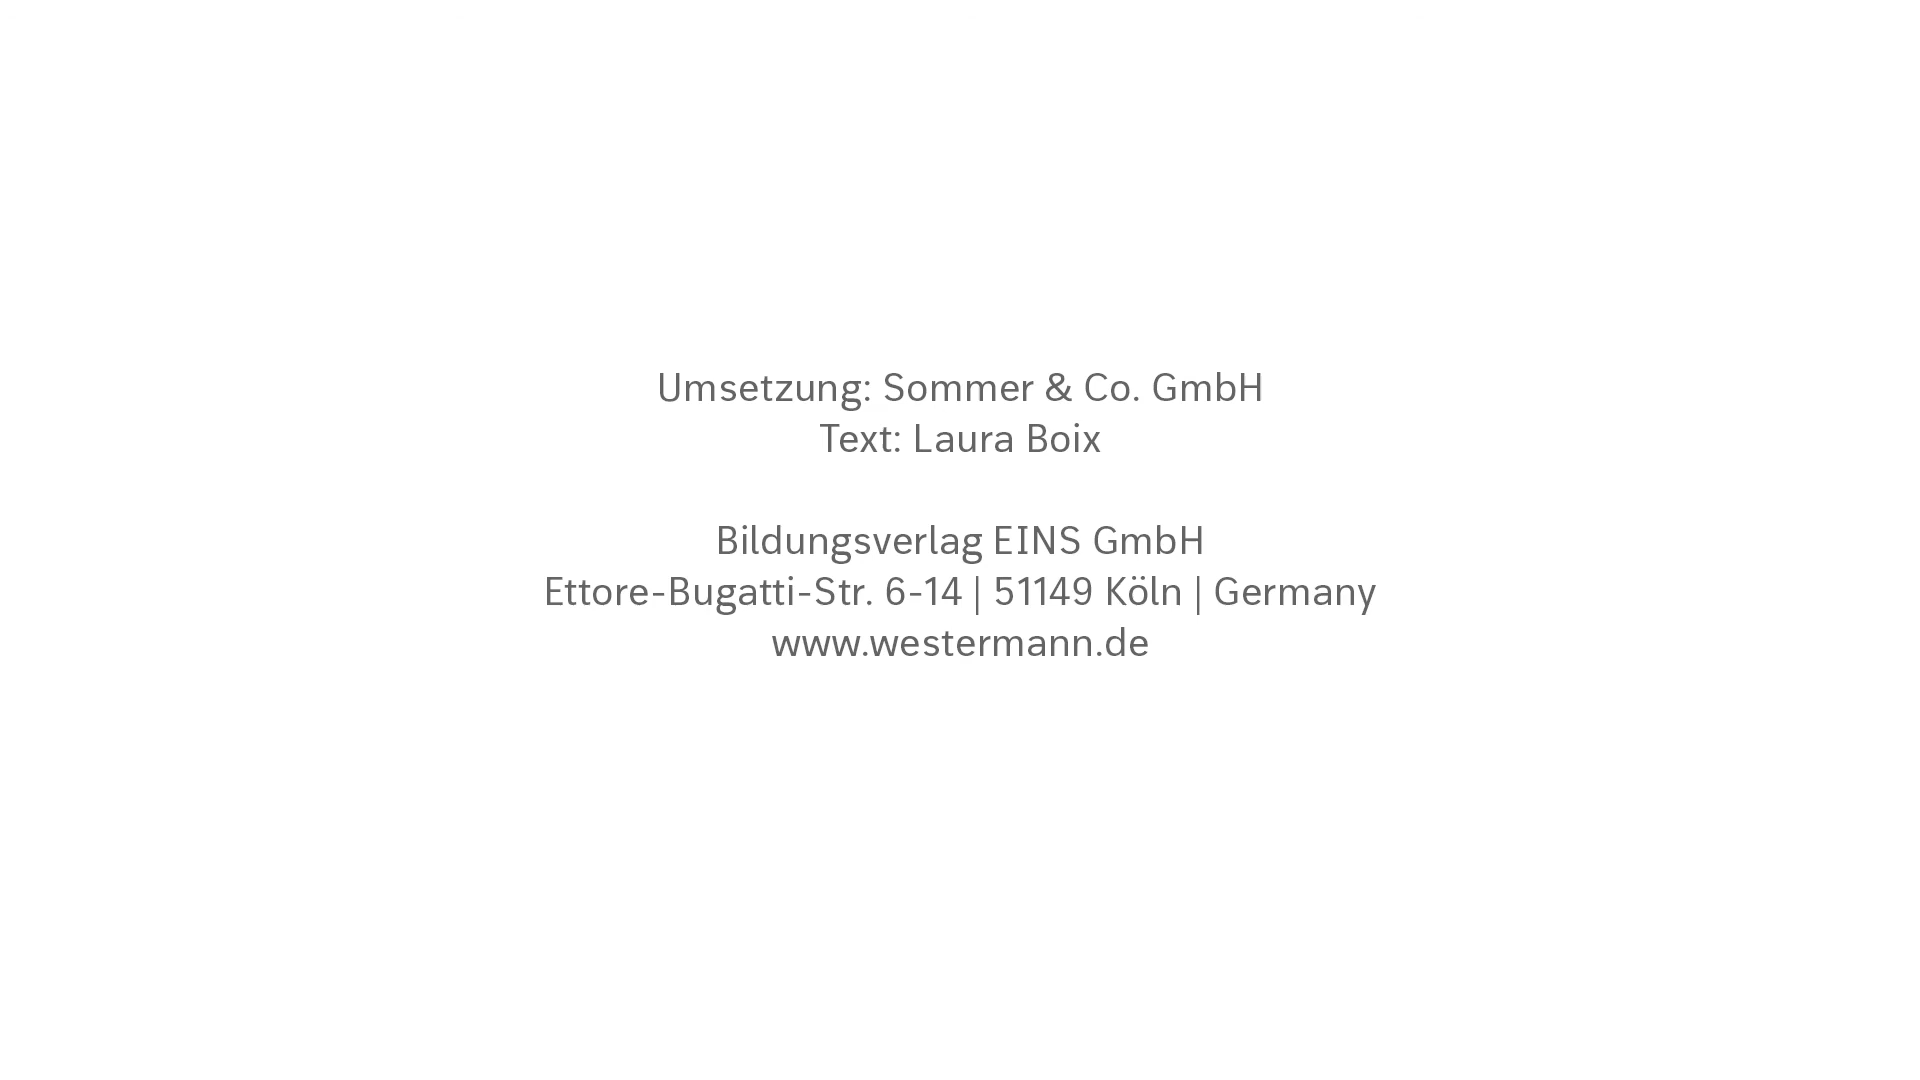 Umsetzung: Sommer & Co. GmbH
Text: Laura Boix
Bildungsverlag EINS GmbH
Ettore-Bugatti-Str. 6-14 | 51149 Köln | Germany
www.westermann.de